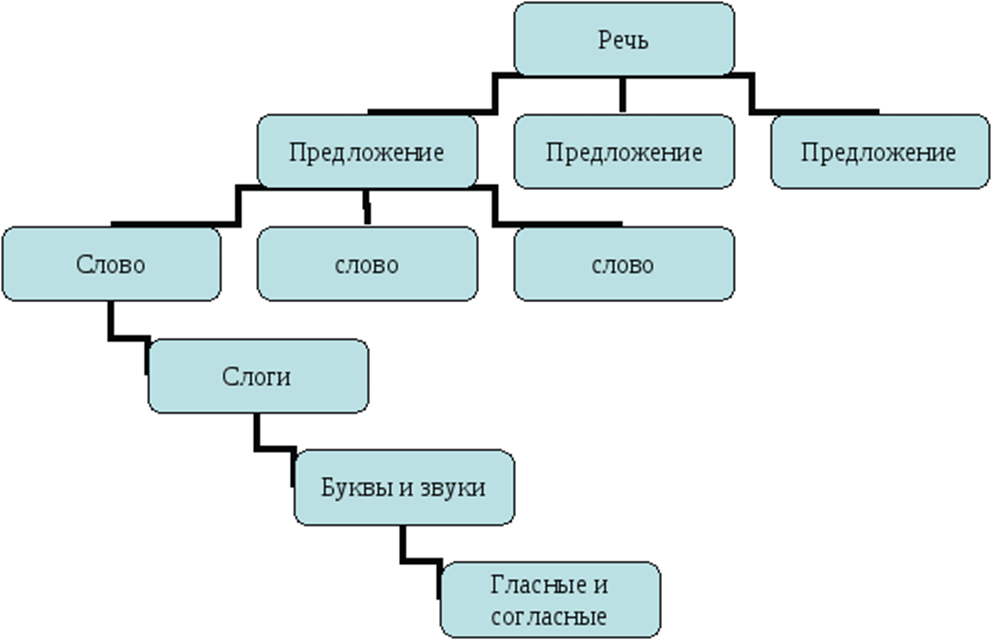 Речь
Предложение
Предложение
Предложение
Слово
слово
слово
Слоги
Буквы и звуки
Гласные и
согласные